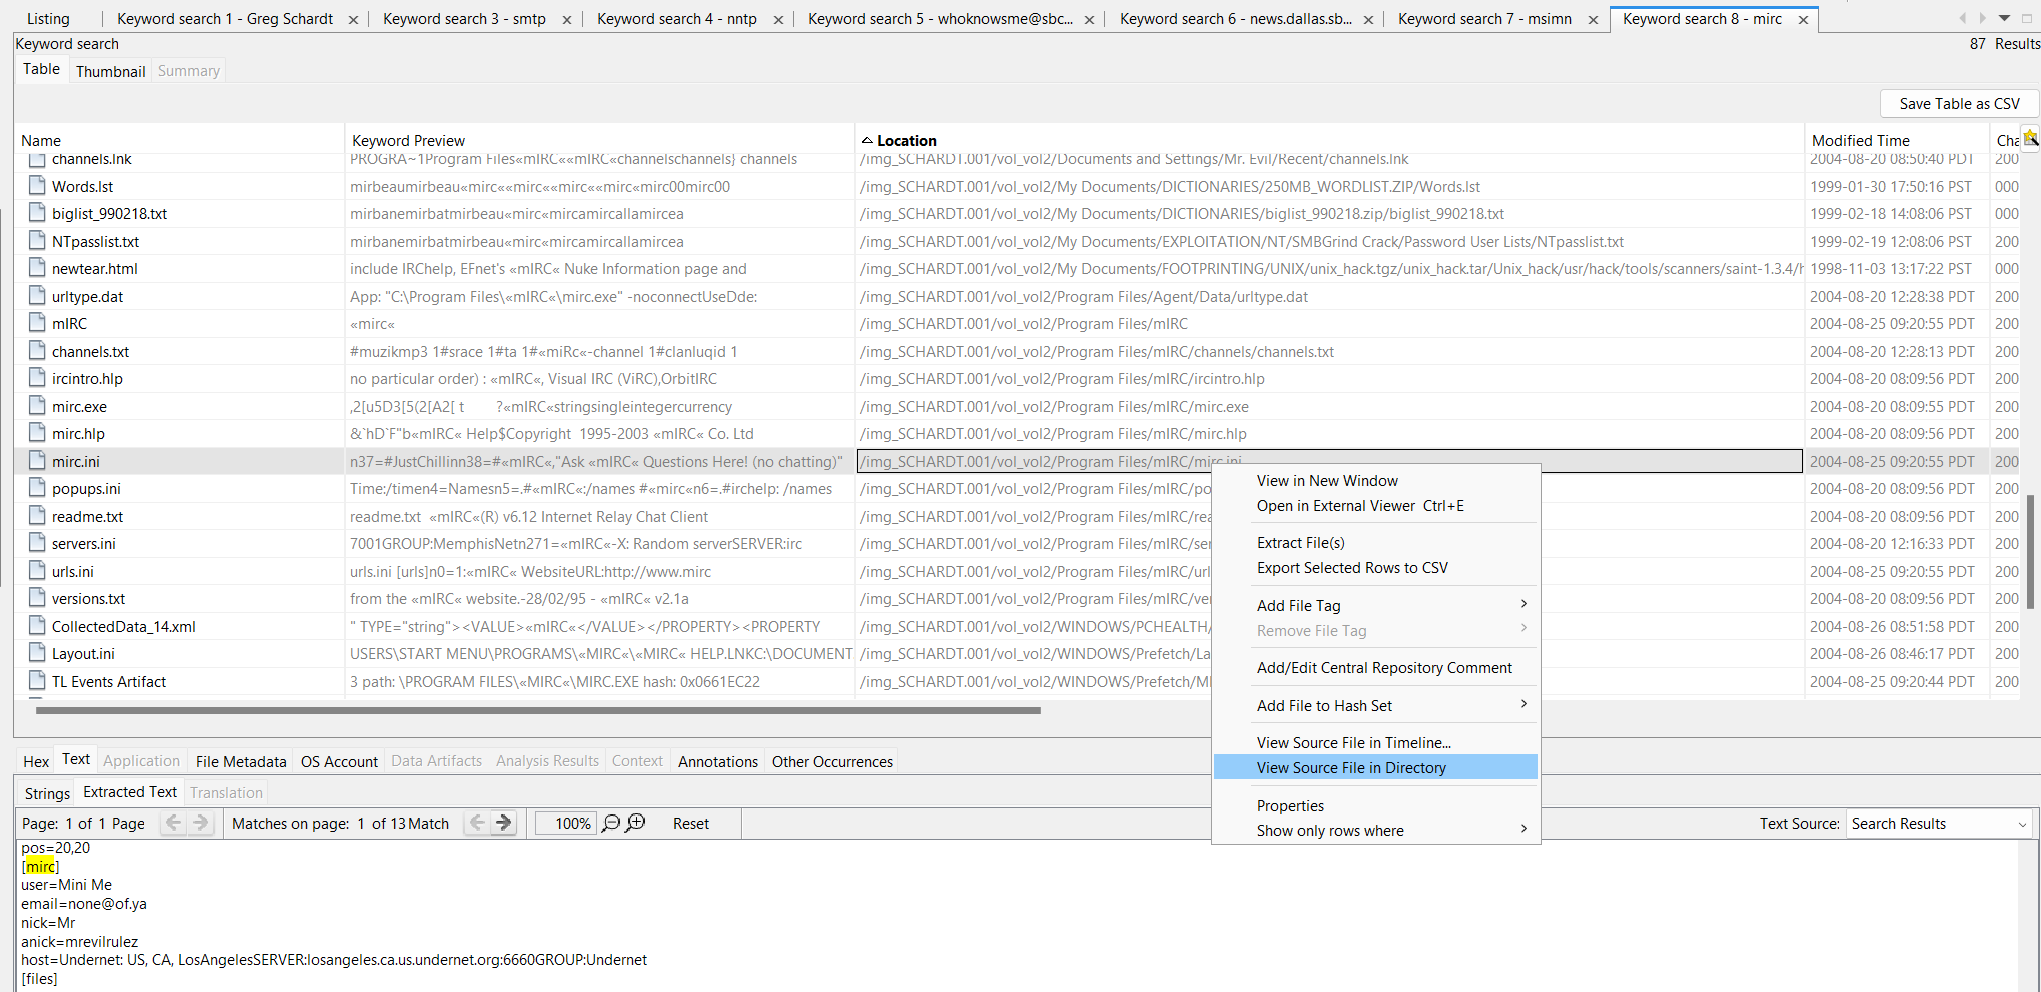 Listing Keyword search 1 - Greg Schardt Keyword search 3 - smtp Keyword search 4 - nntp Keyword search 5 - whoknowsme@sbc... Keyword search 6 - news.dallas.sb... Keyword search 7 - msimn Keyword search 8 - mirc
Keyword search 87 Results
Table Thumbnail Summary
Save Table as CSV
Name Keyword Preview Location Modified Time Cha
channels.lnk PROGRA~1Program Files«mIRC««mIRC«channelschannels} channels /img_SCHARDT.001/vol_vol2/Documents and Settings/Mr. Evil/Recent/channels.lnk 2004-08-20 08:50:40 PDT 200
Words.lst mirbeaumirbeau«mirc««mirc««mirc««mirc«mirc00mirc00 /img_SCHARDT.001/vol_vol2/My Documents/DICTIONARIES/250MB_WORDLIST.ZIP/Words.lst 1999-01-30 17:50:16 PST 000
biglist_990218.txt mirbanemirbatmirbeau«mirc«mircamircallamircea /img_SCHARDT.001/vol_vol2/My Documents/DICTIONARIES/biglist_990218.zip/biglist_990218.txt 1999-02-18 14:08:06 PST 000
NTpasslist.txt mirbanemirbatmirbeau«mirc«mircamircallamircea /img_SCHARDT.001/vol_vol2/My Documents/EXPLOITATION/NT/SMBGrind Crack/Password User Lists/NTpasslist.txt 1999-02-19 12:08:06 PST 200
newtear.html include IRChelp, EFnet's «mIRC« Nuke Information page and /img_SCHARDT.001/vol_vol2/My Documents/FOOTPRINTING/UNIX/unix_hack.tgz/unix_hack.tar/Unix_hack/usr/hack/tools/scanners/saint-1.3.4/h 1998-11-03 13:17:22 PST 000
urltype.dat App: "C:\Program Files\«mIRC«\mirc.exe" -noconnectUseDde: /img_SCHARDT.001/vol_vol2/Program Files/Agent/Data/urltype.dat 2004-08-20 12:28:38 PDT 200
mIRC «mirc« /img_SCHARDT.001/vol_vol2/Program Files/mIRC 2004-08-25 09:20:55 PDT 200
channels.txt #muzikmp3 1#srace 1#ta 1#«miRc«-channel 1#clanluqid 1 /img_SCHARDT.001/vol_vol2/Program Files/mIRC/channels/channels.txt 2004-08-20 12:28:13 PDT 200
ircintro.hlp no particular order) : «mIRC«, Visual IRC (ViRC),OrbitIRC /img_SCHARDT.001/vol_vol2/Program Files/mIRC/ircintro.hlp 2004-08-20 08:09:56 PDT 200
mirc.exe ,2[u5D3[5(2[A2[ t ?«mIRC«stringsingleintegercurrency /img_SCHARDT.001/vol_vol2/Program Files/mIRC/mirc.exe 2004-08-20 08:09:55 PDT 200
mirc.hlp &`hD`F"b«mIRC« Help$Copyright 1995-2003 «mIRC« Co. Ltd /img_SCHARDT.001/vol_vol2/Program Files/mIRC/mirc.hlp 2004-08-20 08:09:56 PDT 200
mirc.ini n37=#JustChillinn38=#«mIRC«,"Ask «mIRC« Questions Here! (no chatting)" /img_SCHARDT.001/vol_vol2/Program Files/mIRC/mirc.ini 2004-08-25 09:20:55 PDT 200
popups.ini Time:/timen4=Namesn5=.#«mIRC«:/names #«mirc«n6=.#irchelp: /names /img_SCHARDT.001/vol_vol2/Program Files/mIRC/po 2004-08-20 08:09:56 PDT 200
readme.txt readme.txt «mIRC«(R) v6.12 Internet Relay Chat Client /img_SCHARDT.001/vol_vol2/Program Files/mIRC/rea 2004-08-20 08:09:56 PDT 200
servers.ini 7001GROUP:MemphisNetn271=«mIRC«-X: Random serverSERVER:irc /img_SCHARDT.001/vol_vol2/Program Files/mIRC/ser 2004-08-20 12:16:33 PDT 200
urls.ini urls.ini [urls]n0=1:«mIRC« WebsiteURL:http://www.mirc /img_SCHARDT.001/vol_vol2/Program Files/mIRC/url 2004-08-25 09:20:55 PDT 200
versions.txt from the «mIRC« website.-28/02/95 - «mIRC« v2.1a /img_SCHARDT.001/vol_vol2/Program Files/mIRC/ver 2004-08-20 08:09:56 PDT 200
CollectedData_14.xml " TYPE="string"><VALUE>«mIRC«</VALUE></PROPERTY><PROPERTY /img_SCHARDT.001/vol_vol2/WINDOWS/PCHEALTH/ 2004-08-26 08:51:58 PDT 200
Layout.ini USERS\START MENU\PROGRAMS\«MIRC«\«MIRC« HELP.LNKC:\DOCUMENT /img_SCHARDT.001/vol_vol2/WINDOWS/Prefetch/La 2004-08-26 08:46:17 PDT 200
TL Events Artifact 3 path: \PROGRAM FILES\«MIRC«\MIRC.EXE hash: 0x0661EC22 /img_SCHARDT.001/vol_vol2/WINDOWS/Prefetch/MI 2004-08-25 09:20:44 PDT 200
View in New Window
Open in External Viewer Ctrl+E
Extract File(s)
Export Selected Rows to CSV
Add File Tag
Remove File Tag
Add/Edit Central Repository Comment
Add File to Hash Set
View Source File in Timeline...
View Source File in Directory
Properties
Show only rows where
Hex Text Application File Metadata OS Account Data Artifacts Analysis Results Context Annotations Other Occurrences
Strings Extracted Text Translation
Page: 1 of 1 Page Matches on page: 1 of 13 Match 100% Reset Text Source: Search Results
pos=20,20
[mirc]
user=Mini Me
email=none@of.ya
nick=Mr
anick=mrevilrulez
host=Undernet: US, CA, LosAngelesSERVER:losangeles.ca.us.undernet.org:6660GROUP:Undernet
[files]